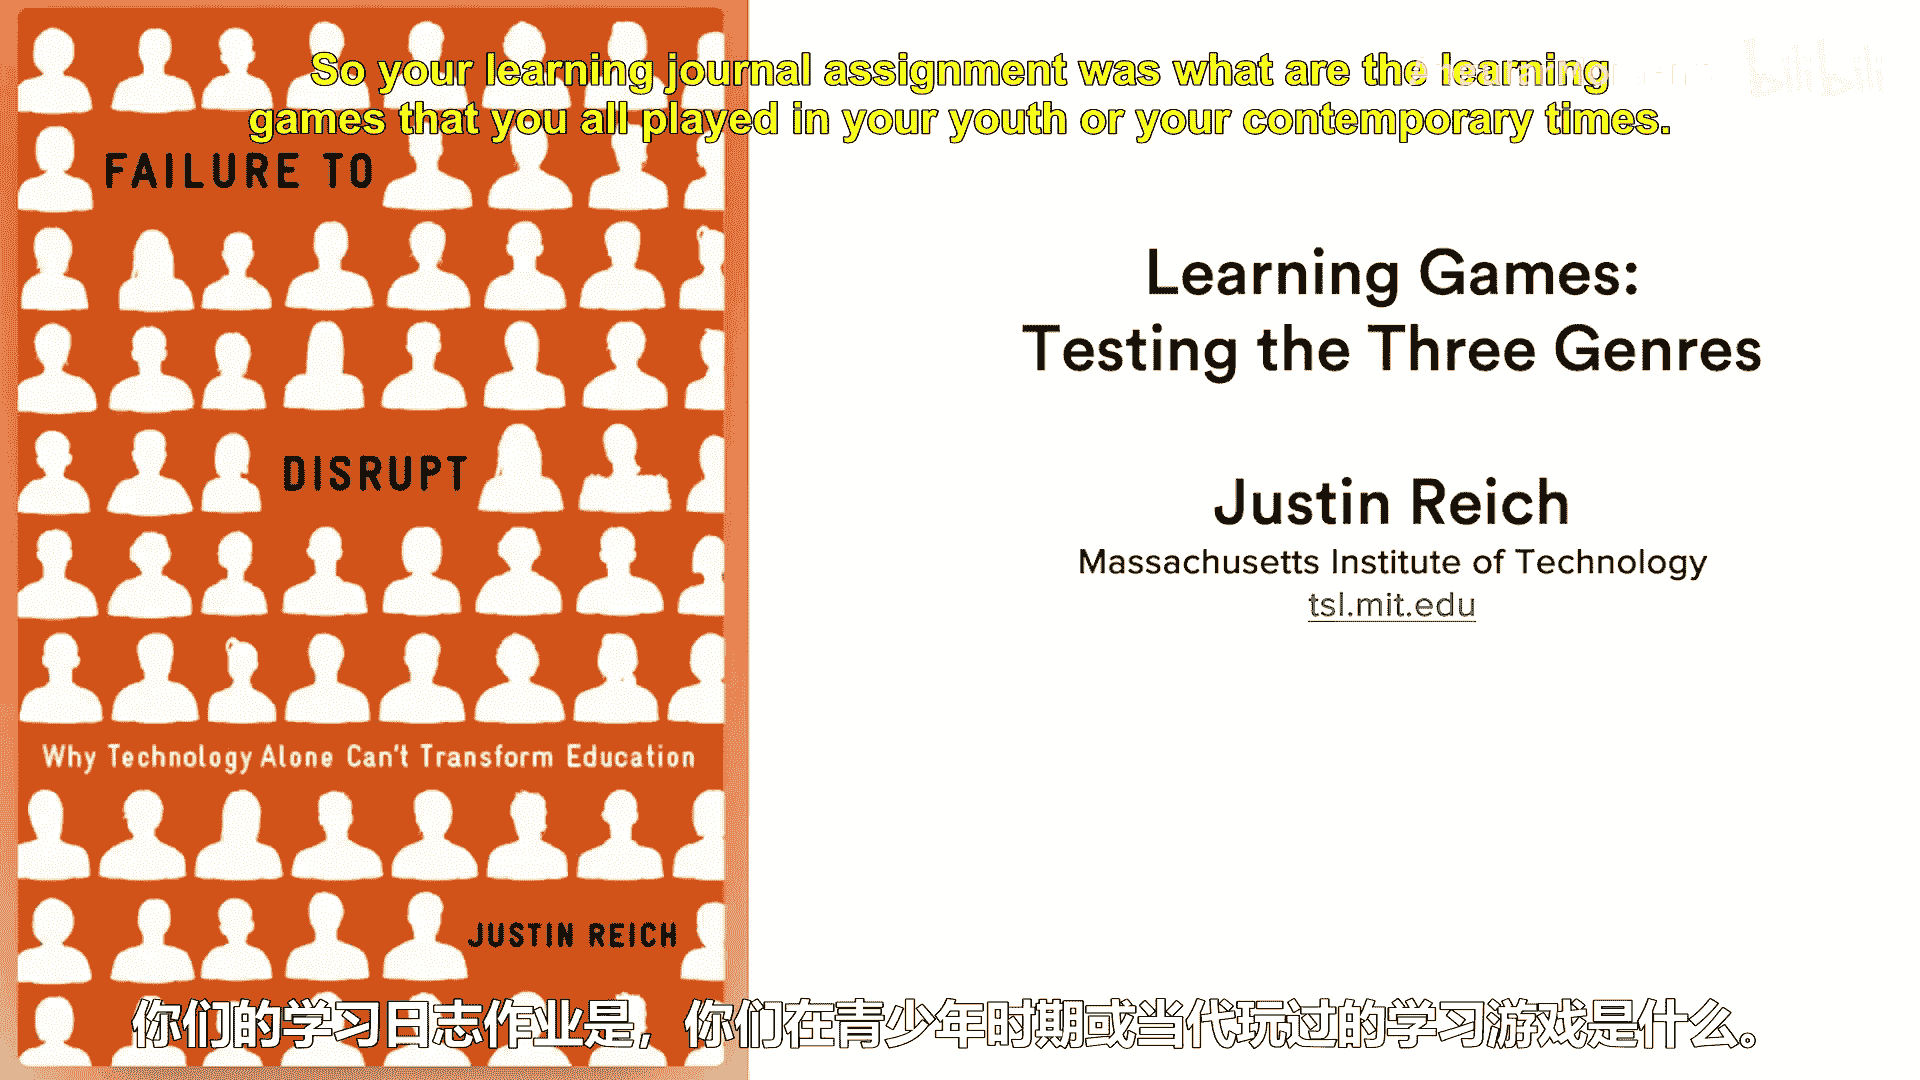 So your learning journal assignment was what are the learning
games that you all played in your youth or your contemporary times.
FAILURE TO
DISRUPT
Why Technology Alone Can't Transform Education
JUSTIN REICH
Learning Games:
Testing the Three Genres
Justin Reich
Massachusetts Institute of Technology
tsl.mit.edu
你们的学习日志作业是，你们在青少年时期或当代玩过的学习游戏是什么。
bilibili